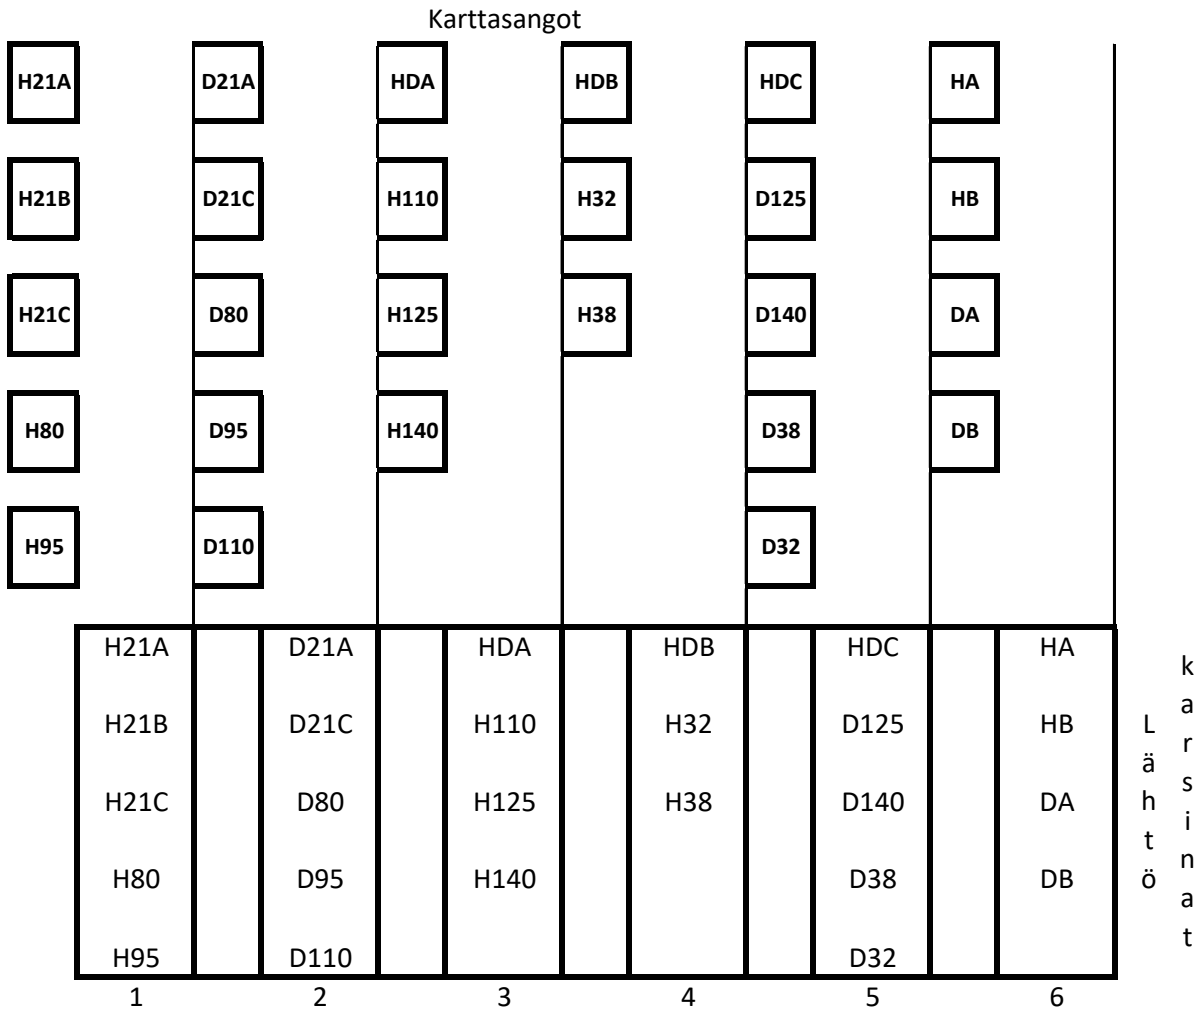 Karttasangot
H21A D21A HDA HDB HDC HA
H21B D21C H110 H32 D125 HB
H21C D80 H125 H38 D140 DA
H80 D95 H140 D38 DB
H95 D110 D32
H21A D21A HDA HDB HDC HA
H21B D21C H110 H32 D125 HB
H21C D80 H125 H38 D140 DA
H80 D95 H140 D38 DB
H95 D110 D32
1 2 3 4 5 6
Lähtö
karsinat